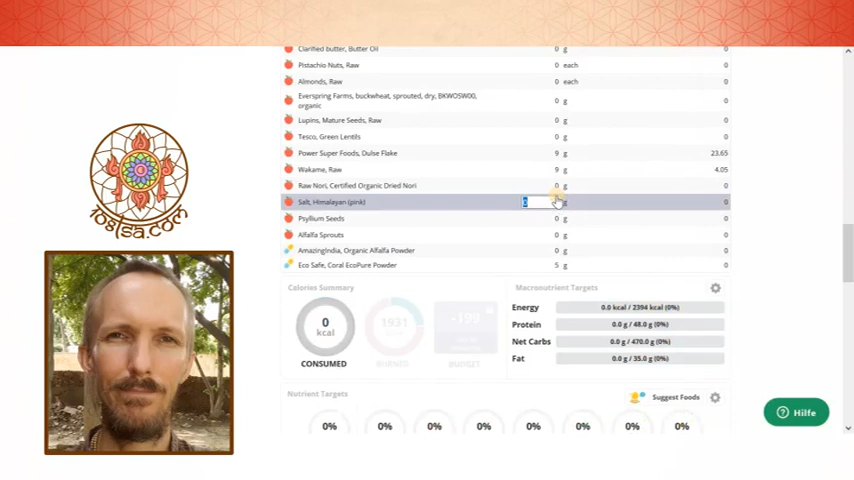 Clarified butter, Butter Oil 0 g 0
Pistachio Nuts, Raw 0 each 0
Almonds, Raw 0 each 0
Everspring Farms, buckwheat, sprouted, dry, BKWOSW00, organic 0 g 0
Lupins, Mature Seeds, Raw 0 g 0
Tesco, Green Lentils 0 g 0
Power Super Foods, Dulse Flake 9 g 23.65
Wakame, Raw 9 g 4.05
Raw Nori, Certified Organic Dried Nori 0 g 0
Salt, Himalayan (pink) 0 g 0
Psyllium Seeds 0 g 0
Alfalfa Sprouts 0 g 0
AmazingIndia, Organic Alfalfa Powder 0 g 0
Eco Safe, Coral EcoPure Powder 5 g 0
108lsa.com
Calories Summary
0
kcal
CONSUMED
1931
BURNED
-199
BUDGET
Macronutrient Targets
Energy 0.0 kcal / 2394 kcal (0%)
Protein 0.0 g / 48.0 g (0%)
Net Carbs 0.0 g / 470.0 g (0%)
Fat 0.0 g / 35.0 g (0%)
Nutrient Targets
Suggest Foods
0% 0% 0% 0% 0% 0% 0% 0%
Hilfe